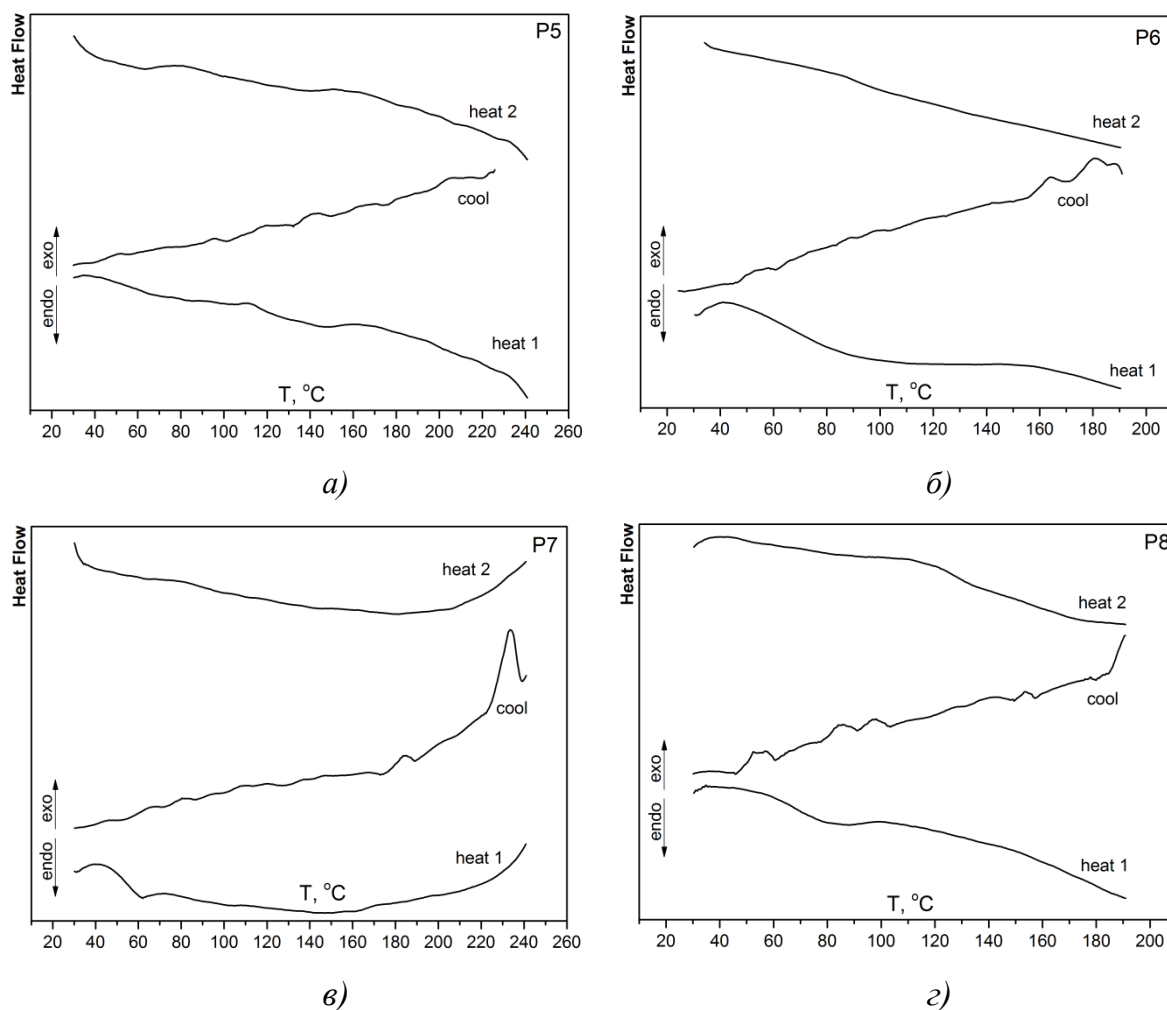 P5
Heat Flow
heat 2
cool
exo
endo
heat 1
T, °C
20 40 60 80 100 120 140 160 180 200 220 240 260
а)
P6
Heat Flow
heat 2
cool
exo
endo
heat 1
T, °C
20 40 60 80 100 120 140 160 180 200
б)
P7
Heat Flow
heat 2
cool
exo
endo
heat 1
T, °C
20 40 60 80 100 120 140 160 180 200 220 240 260
в)
P8
Heat Flow
heat 2
cool
exo
endo
heat 1
T, °C
20 40 60 80 100 120 140 160 180 200
г)